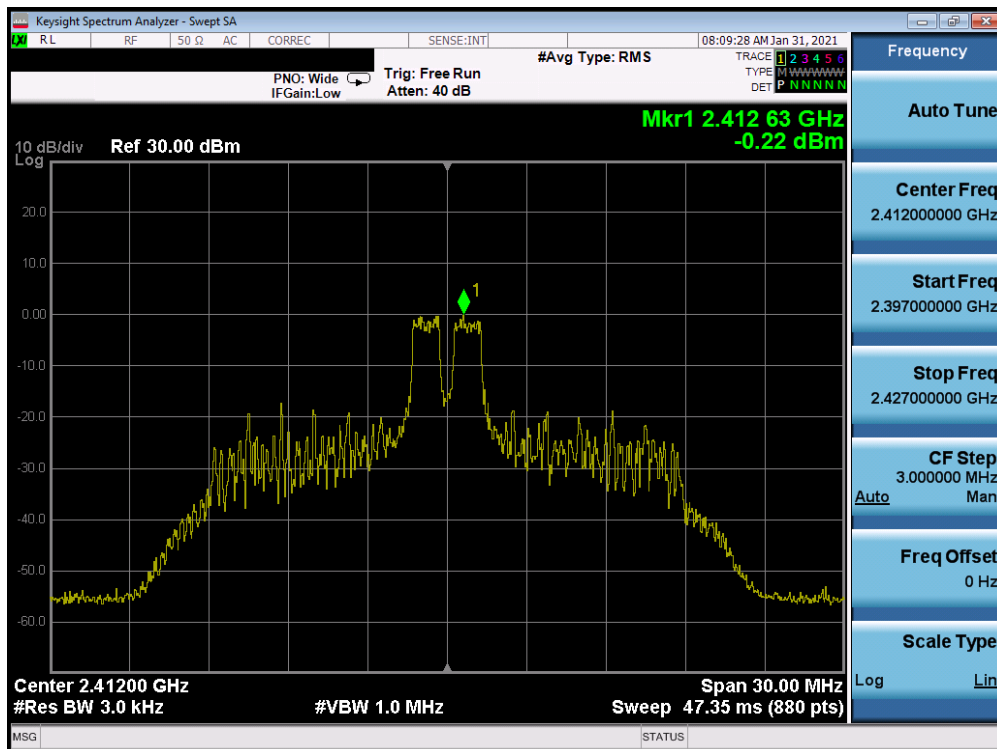 Keysight Spectrum Analyzer - Swept SA
LXI RL RF 50 Ω AC CORREC SENSE:INT 08:09:28 AM Jan 31, 2021
PNO: Wide Trig: Free Run #Avg Type: RMS TRACE 1 2 3 4 5 6
IFGain:Low Atten: 40 dB TYPE M WWWWW
DET P N N N N N
Mkr1 2.412 63 GHz
-0.22 dBm
10 dB/div Ref 30.00 dBm
Log
20.0
10.0
1
0.00
-10.0
-20.0
-30.0
-40.0
-50.0
-60.0
Center 2.41200 GHz Span 30.00 MHz
#Res BW 3.0 kHz #VBW 1.0 MHz Sweep 47.35 ms (880 pts)
MSG STATUS
Frequency
Auto Tune
Center Freq
2.412000000 GHz
Start Freq
2.397000000 GHz
Stop Freq
2.427000000 GHz
CF Step
3.000000 MHz
Auto Man
Freq Offset
0 Hz
Scale Type
Log Lin